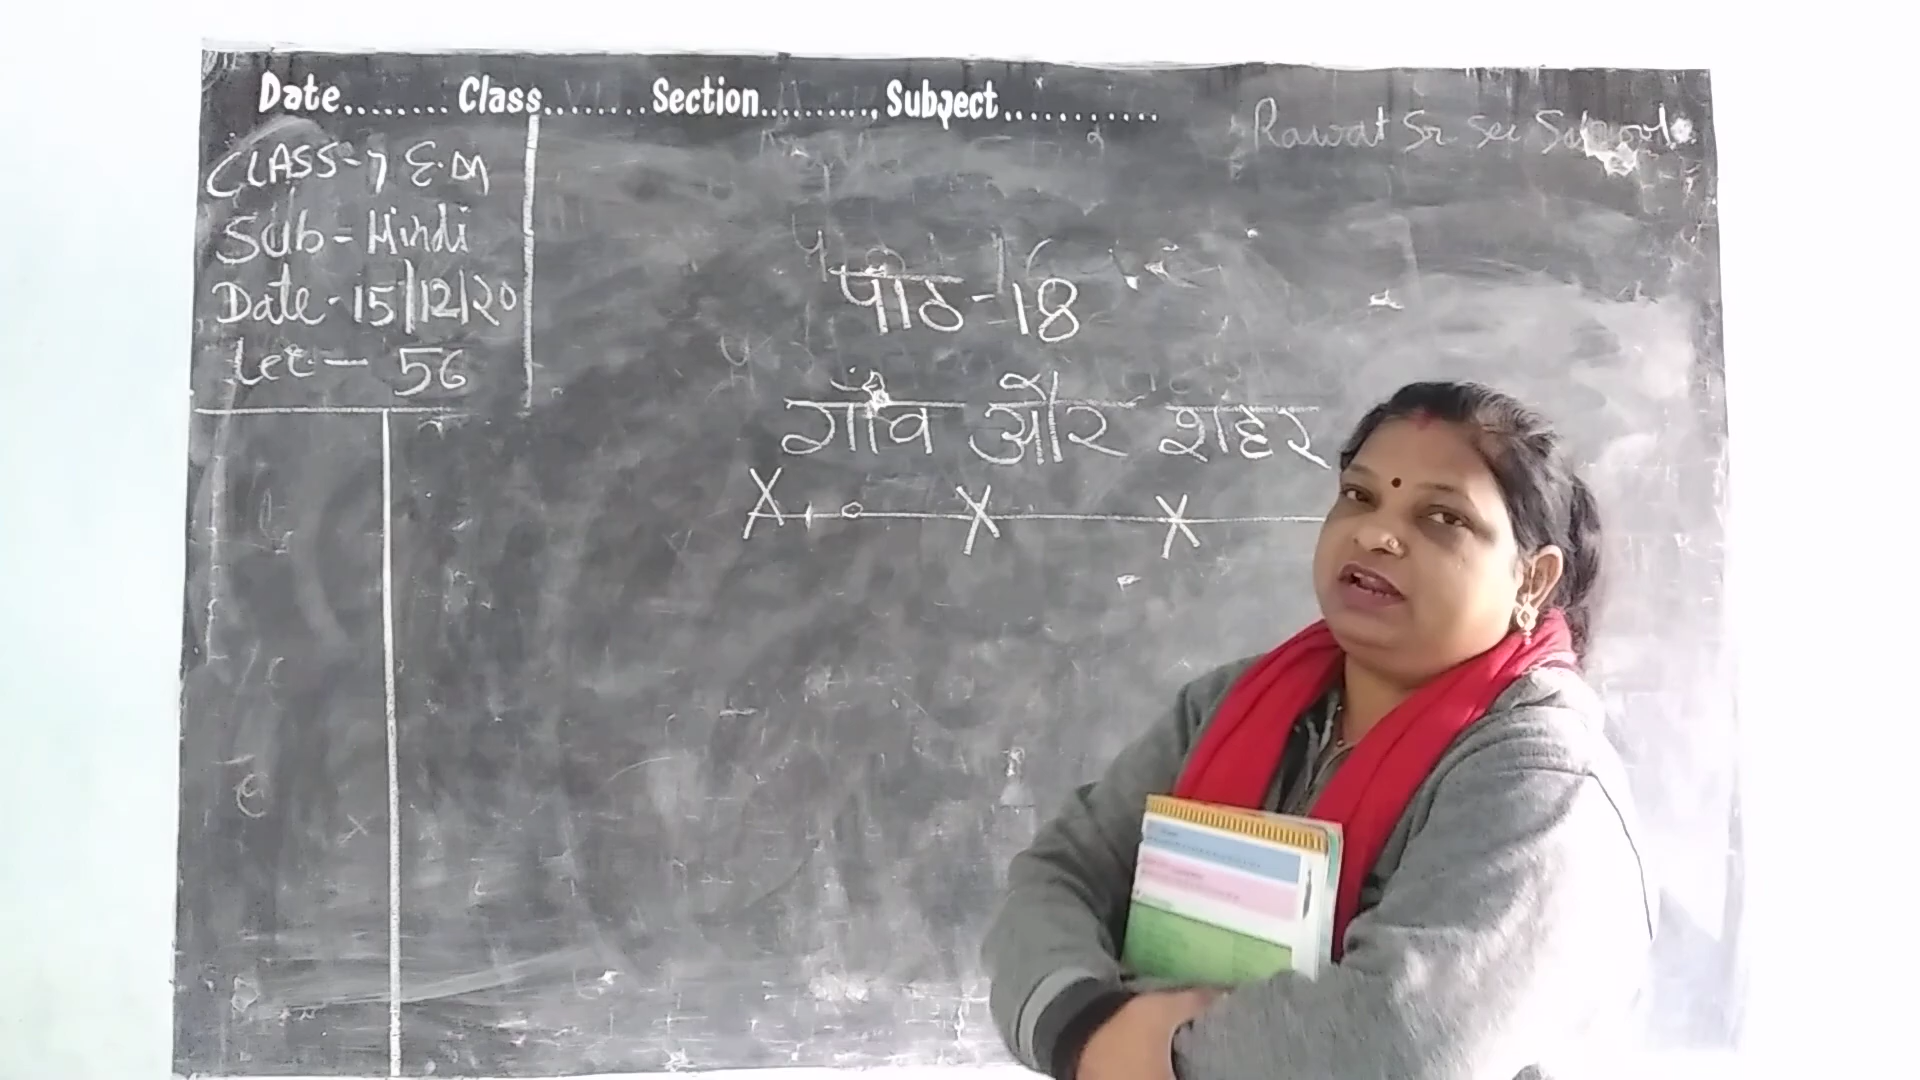 Date........ Class........ Section.......... Subject............
Rawat Sr Sec School
CLASS-7 E.M
Sub - Hindi
Date - 15/12/20
Lec. - 56
पाठ-18
गाँव और शहर